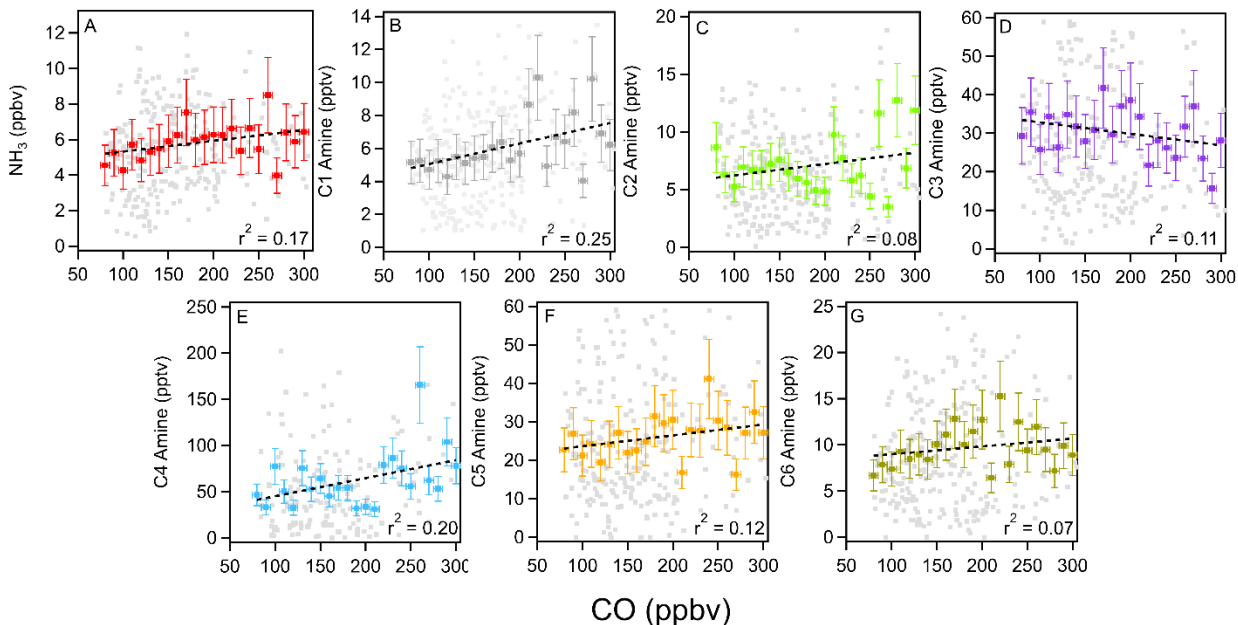 A
NH3 (ppbv)
12
10
8
6
4
2
0
50 100 150 200 250 300
r2 = 0.17
B
C1 Amine (pptv)
14
12
10
8
6
4
2
0
50 100 150 200 250 300
r2 = 0.25
C
C2 Amine (pptv)
20
15
10
5
0
50 100 150 200 250 300
r2 = 0.08
D
C3 Amine (pptv)
60
50
40
30
20
10
0
50 100 150 200 250 300
r2 = 0.11
E
C4 Amine (pptv)
250
200
150
100
50
0
50 100 150 200 250 300
r2 = 0.20
F
C5 Amine (pptv)
60
50
40
30
20
10
0
50 100 150 200 250 300
r2 = 0.12
G
C6 Amine (pptv)
25
20
15
10
5
0
50 100 150 200 250 300
r2 = 0.07
CO (ppbv)